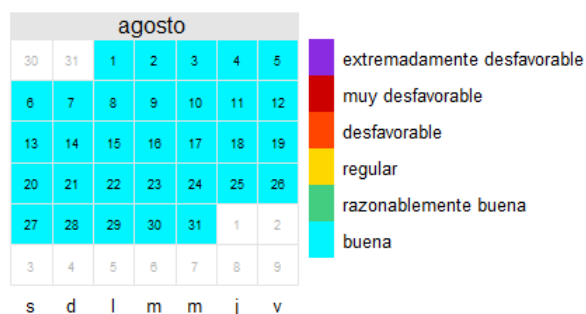 agosto
30 31 1 2 3 4 5
6 7 8 9 10 11 12
13 14 15 16 17 18 19
20 21 22 23 24 25 26
27 28 29 30 31 1 2
3 4 5 6 7 8 9
s d l m m j v
extremadamente desfavorable
muy desfavorable
desfavorable
regular
razonablemente buena
buena